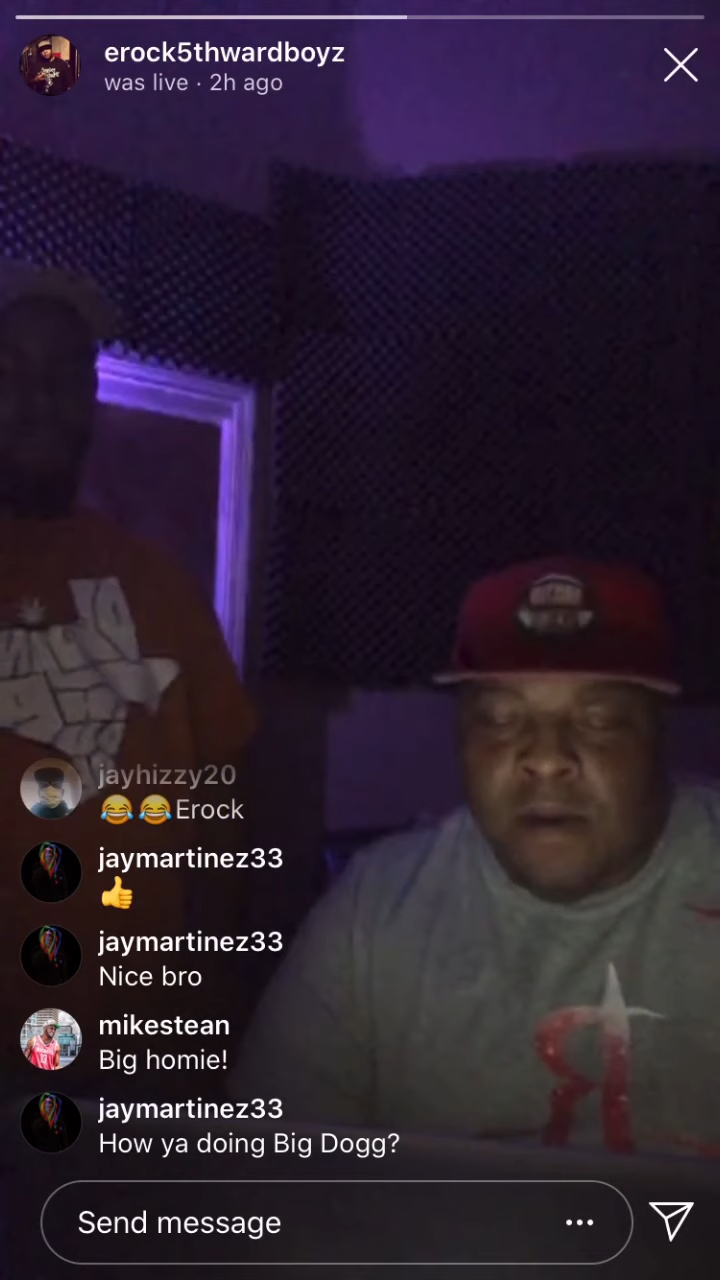 erock5thwardboyz
was live · 2h ago
jayhizzy20
😂😂Erock
jaymartinez33
👍
jaymartinez33
Nice bro
mikestean
Big homie!
jaymartinez33
How ya doing Big Dogg?
Send message
R